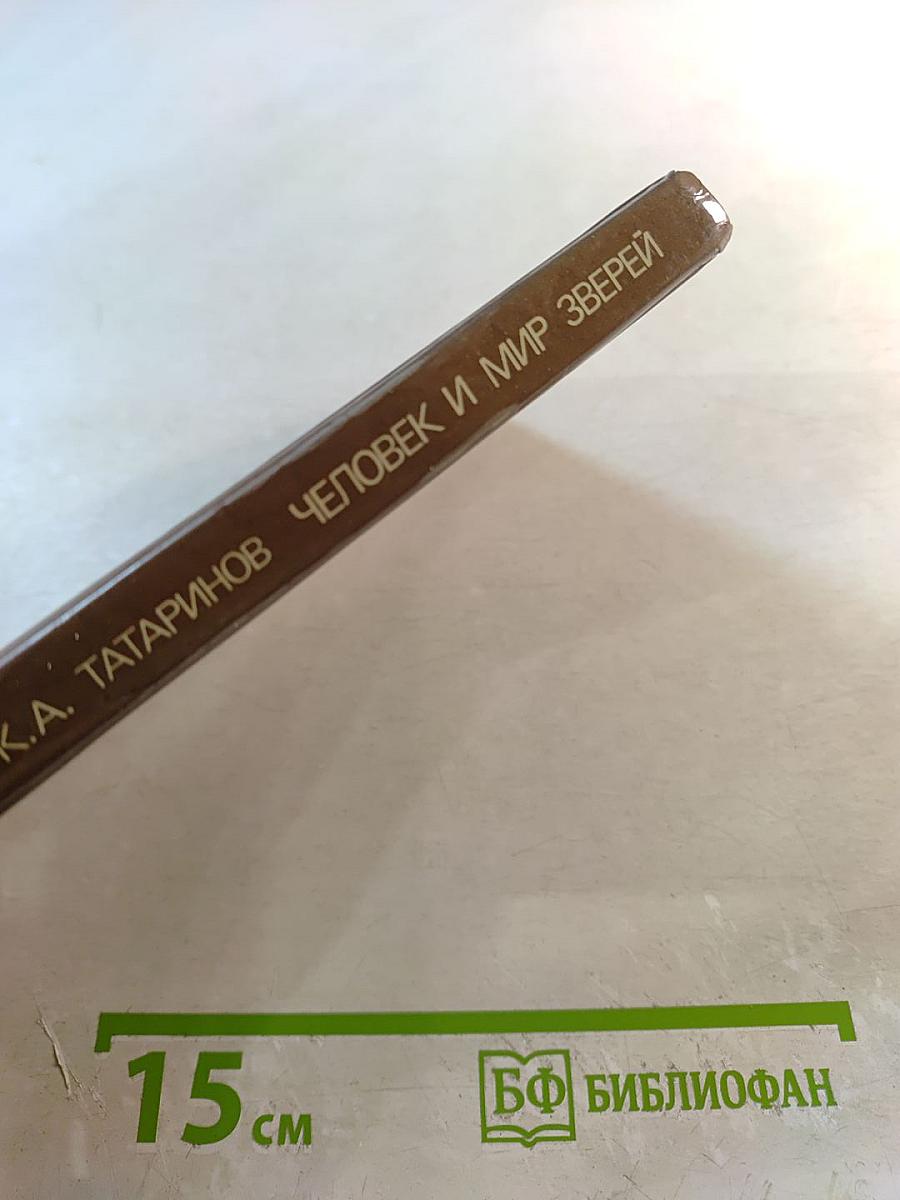 К.А. ТАТАРИНОВ ЧЕЛОВЕК И МИР ЗВЕРЕЙ
15 см
БФ БИБЛИОФАН